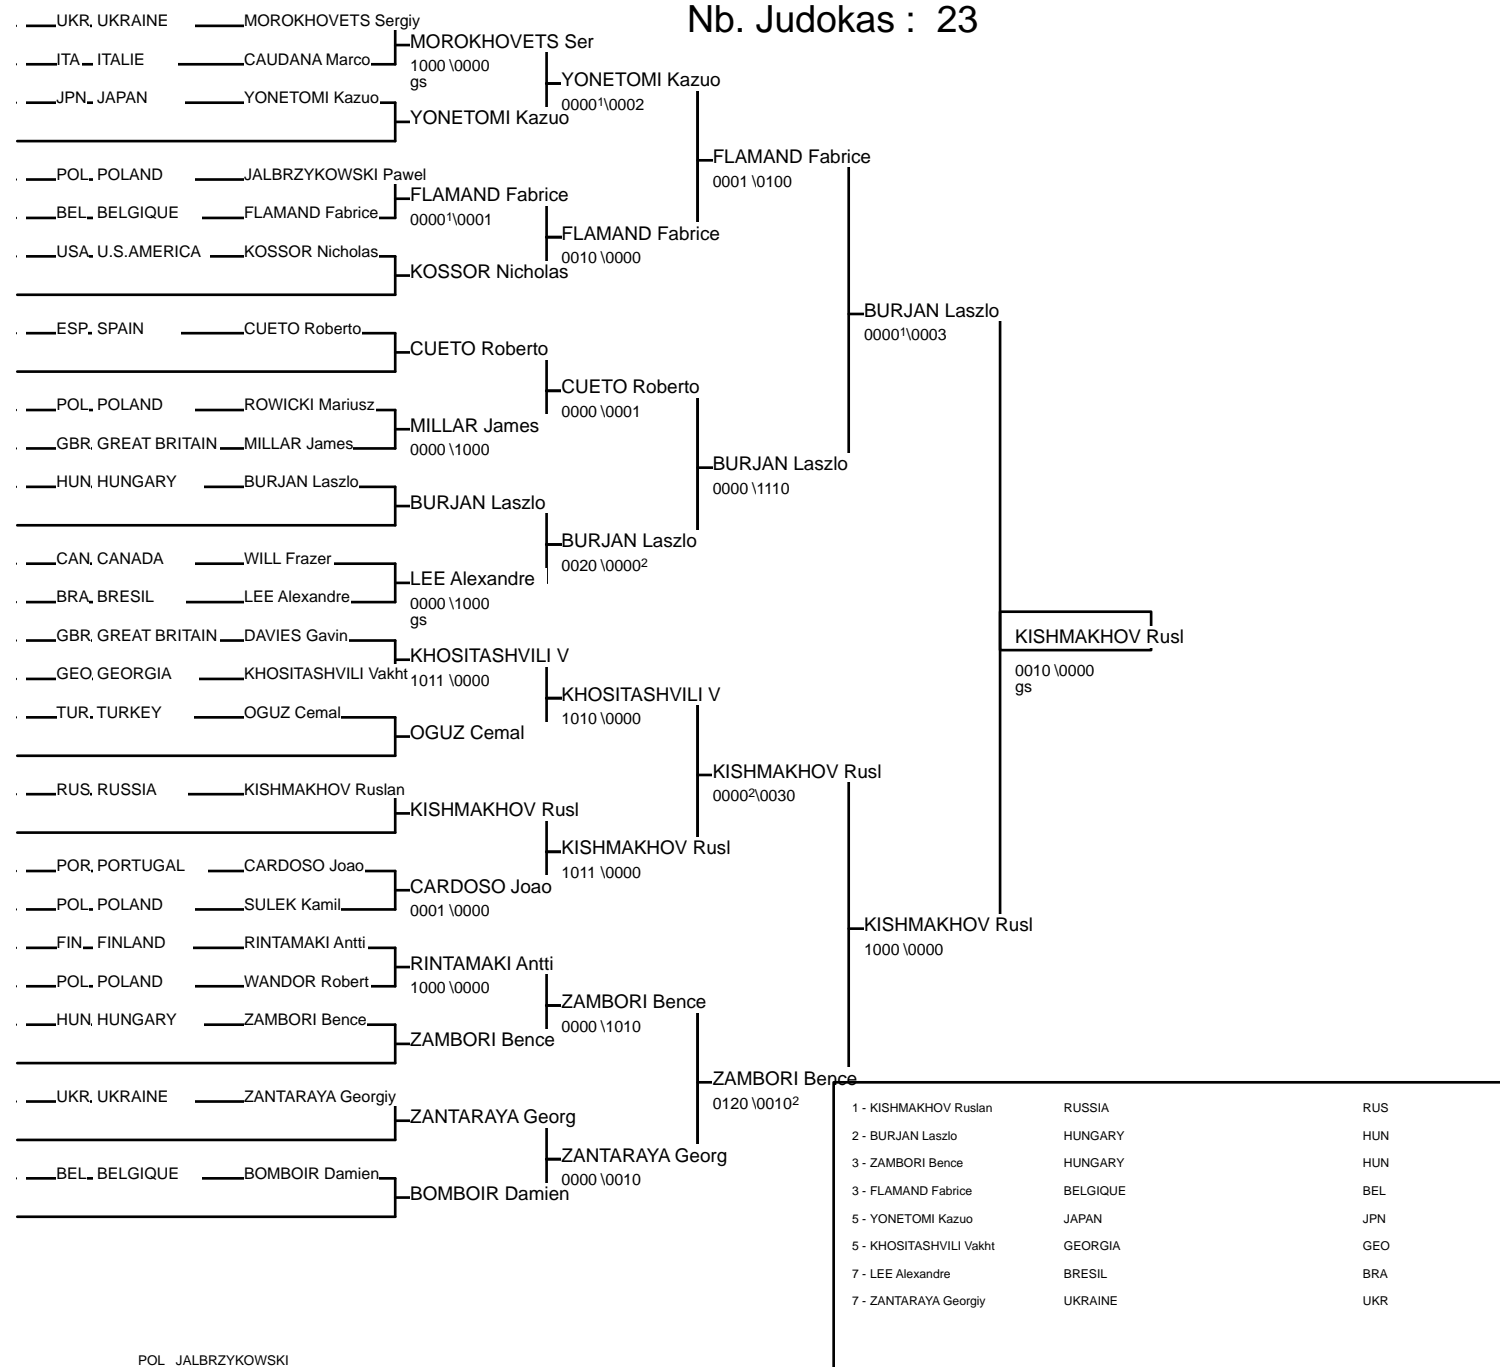 Nb. Judokas : 23
. UKR. UKRAINE MOROKHOVETS Sergiy
. ITA. ITALIE CAUDANA Marco
. JPN. JAPAN YONETOMI Kazuo
. POL. POLAND JALBRZYKOWSKI Pawel
. BEL. BELGIQUE FLAMAND Fabrice
. USA. U.S.AMERICA KOSSOR Nicholas
. ESP. SPAIN CUETO Roberto
. POL. POLAND ROWICKI Mariusz
. GBR. GREAT BRITAIN MILLAR James
. HUN. HUNGARY BURJAN Laszlo
. CAN. CANADA WILL Frazer
. BRA. BRESIL LEE Alexandre
. GBR. GREAT BRITAIN DAVIES Gavin
. GEO. GEORGIA KHOSITASHVILI Vakht
. TUR. TURKEY OGUZ Cemal
. RUS. RUSSIA KISHMAKHOV Ruslan
. POR. PORTUGAL CARDOSO Joao
. POL. POLAND SULEK Kamil
. FIN. FINLAND RINTAMAKI Antti
. POL. POLAND WANDOR Robert
. HUN. HUNGARY ZAMBORI Bence
. UKR. UKRAINE ZANTARAYA Georgiy
. BEL. BELGIQUE BOMBOIR Damien
MOROKHOVETS Ser
1000 \0000
gs
YONETOMI Kazuo
FLAMAND Fabrice
0000¹\0001
KOSSOR Nicholas
CUETO Roberto
MILLAR James
0000 \1000
BURJAN Laszlo
LEE Alexandre
0000 \1000
gs
KHOSITASHVILI V
1011 \0000
OGUZ Cemal
KISHMAKHOV Rusl
CARDOSO Joao
0001 \0000
RINTAMAKI Antti
1000 \0000
ZAMBORI Bence
ZANTARAYA Georg
BOMBOIR Damien
YONETOMI Kazuo
0000¹\0002
FLAMAND Fabrice
0010 \0000
CUETO Roberto
0000 \0001
BURJAN Laszlo
0020 \0000²
KHOSITASHVILI V
1010 \0000
KISHMAKHOV Rusl
1011 \0000
ZAMBORI Bence
0000 \1010
ZANTARAYA Georg
0000 \0010
FLAMAND Fabrice
0001 \0100
BURJAN Laszlo
0000 \1110
KISHMAKHOV Rusl
0000²\0030
ZAMBORI Bence
0120 \0010²
BURJAN Laszlo
0000¹\0003
KISHMAKHOV Rusl
1000 \0000
KISHMAKHOV Rusl
0010 \0000
gs
1 - KISHMAKHOV Ruslan RUSSIA RUS
2 - BURJAN Laszlo HUNGARY HUN
3 - ZAMBORI Bence HUNGARY HUN
3 - FLAMAND Fabrice BELGIQUE BEL
5 - YONETOMI Kazuo JAPAN JPN
5 - KHOSITASHVILI Vakht GEORGIA GEO
7 - LEE Alexandre BRESIL BRA
7 - ZANTARAYA Georgiy UKRAINE UKR
POL JALBRZYKOWSKI